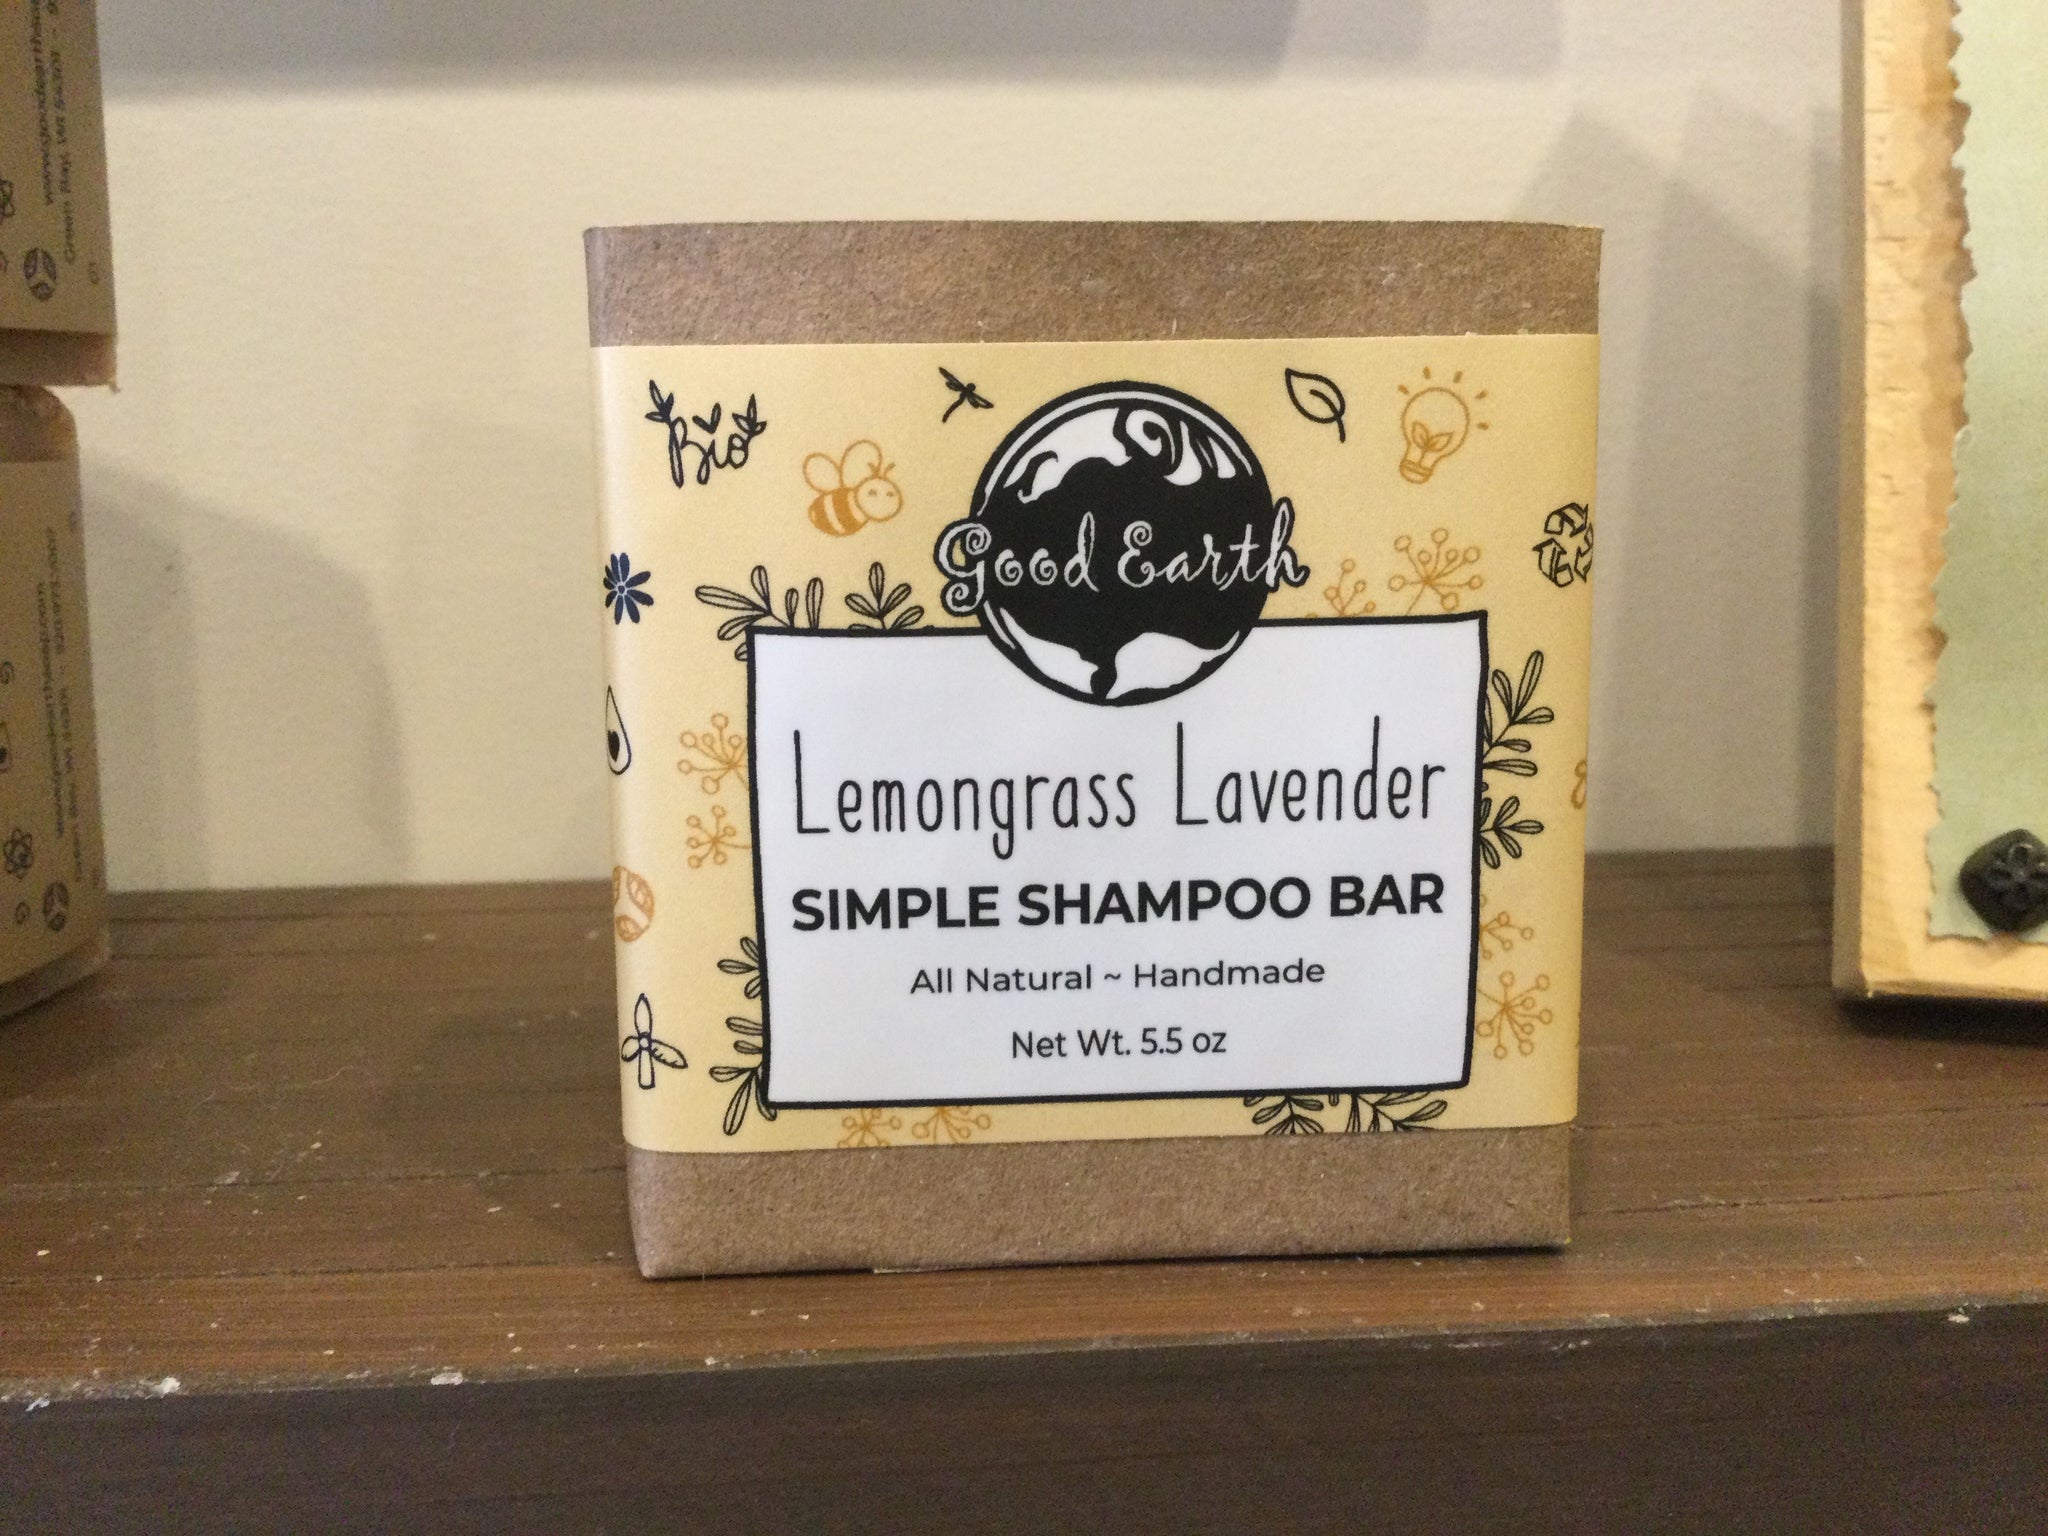 Bio
Good Earth
Lemongrass Lavender
SIMPLE SHAMPOO BAR
All Natural ~ Handmade
Net Wt. 5.5 oz